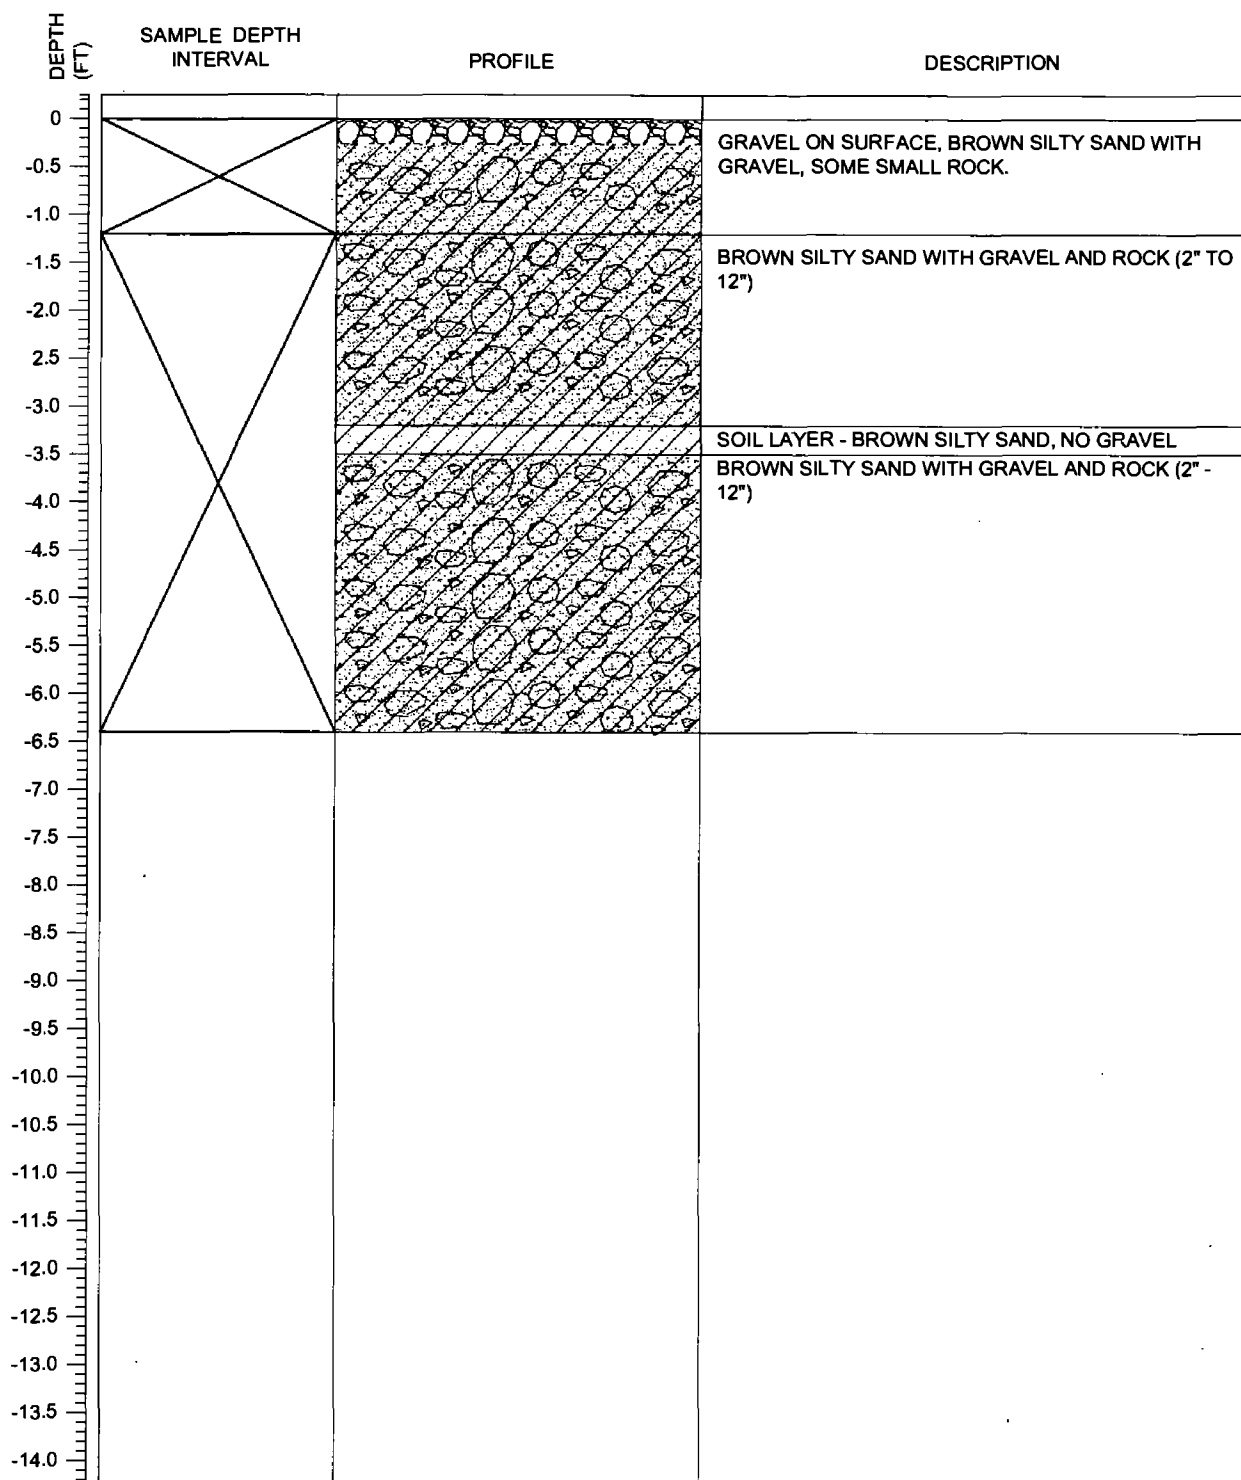 DEPTH
(FT)
SAMPLE DEPTH
INTERVAL
PROFILE
DESCRIPTION
0
-0.5
-1.0
-1.5
-2.0
2.5
-3.0
-3.5
-4.0
-4.5
-5.0
-5.5
-6.0
-6.5
-7.0
-7.5
-8.0
-8.5
-9.0
-9.5
-10.0
-10.5
-11.0
-11.5
-12.0
-12.5
-13.0
-13.5
-14.0
GRAVEL ON SURFACE, BROWN SILTY SAND WITH
GRAVEL, SOME SMALL ROCK.
BROWN SILTY SAND WITH GRAVEL AND ROCK (2" TO
12")
SOIL LAYER - BROWN SILTY SAND, NO GRAVEL
BROWN SILTY SAND WITH GRAVEL AND ROCK (2" -
12")